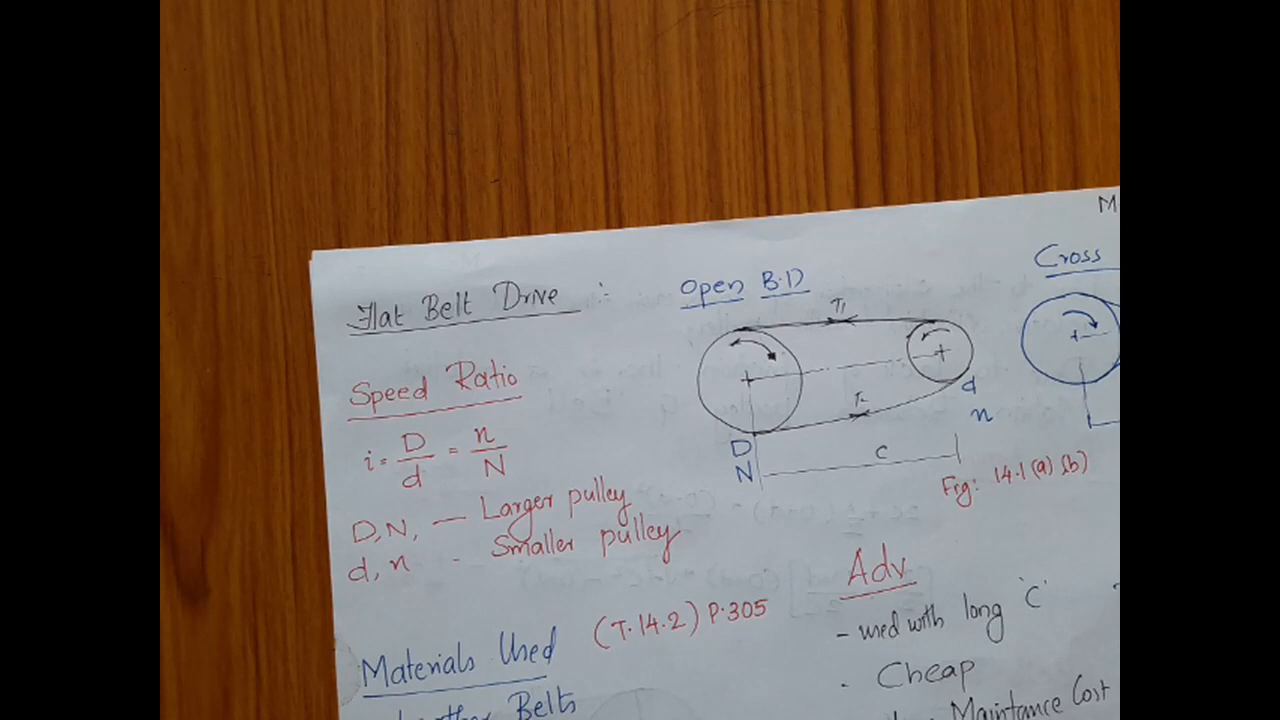 M
Flat Belt Drive :
Open B.D
Cross
T1
Speed Ratio
i = D/d = n/N
d
n
D
N
C
Fig: 14.1(a) (b)
D, N, — Larger pulley
d, n - Smaller pulley
(T.14.2) P.305
Adv
- used with long 'C'
Materials Used
- Cheap
Belts
Maintance Cost